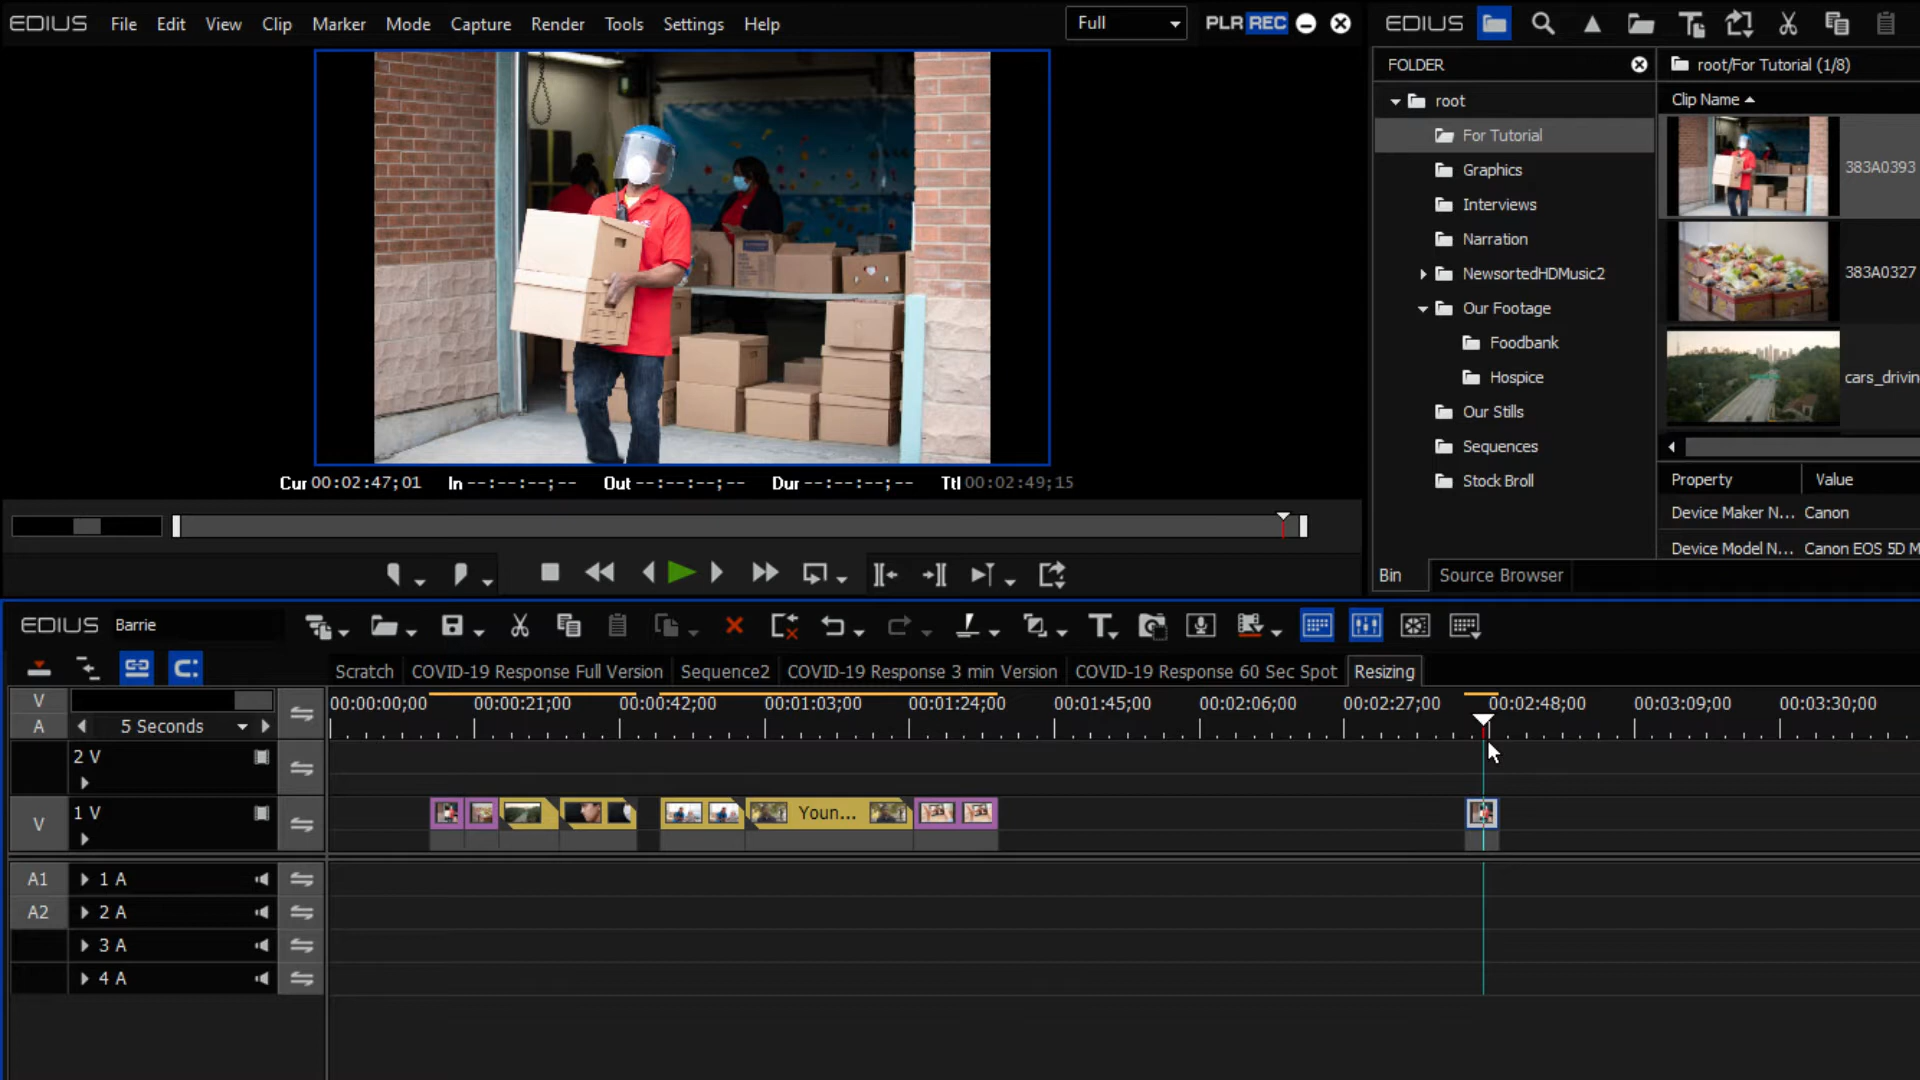 EDIUS File Edit View Clip Marker Mode Capture Render Tools Settings Help Full PLR REC
EDIUS
FOLDER
root/For Tutorial (1/8)
root
Clip Name
For Tutorial
383A0393
Graphics
Interviews
Narration
NewsortedHDMusic2
383A0327
Our Footage
Foodbank
Hospice
cars_drivin
Our Stills
Sequences
Stock Broll
Property Value
Device Maker N... Canon
Device Model N... Canon EOS 5D M
Bin Source Browser
Cur 00:02:47;01 In --:--:--;-- Out --:--:--;-- Dur --:--:--;-- Ttl 00:02:49;15
EDIUS Barrie
Scratch COVID-19 Response Full Version Sequence2 COVID-19 Response 3 min Version COVID-19 Response 60 Sec Spot Resizing
V
A
5 Seconds
00:00:00;00 00:00:21;00 00:00:42;00 00:01:03;00 00:01:24;00 00:01:45;00 00:02:06;00 00:02:27;00 00:02:48;00 00:03:09;00 00:03:30;00
2 V
V 1 V
Youn...
A1 1 A
A2 2 A
3 A
4 A